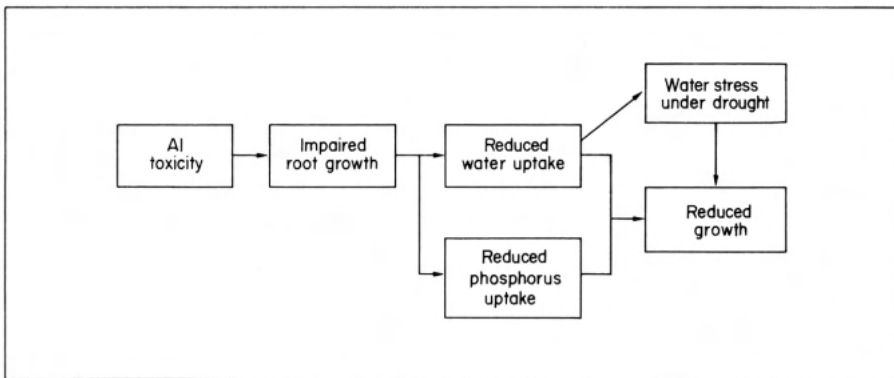 Al
toxicity
Impaired
root growth
Reduced
water uptake
Water stress
under drought
Reduced
phosphorus
uptake
Reduced
growth